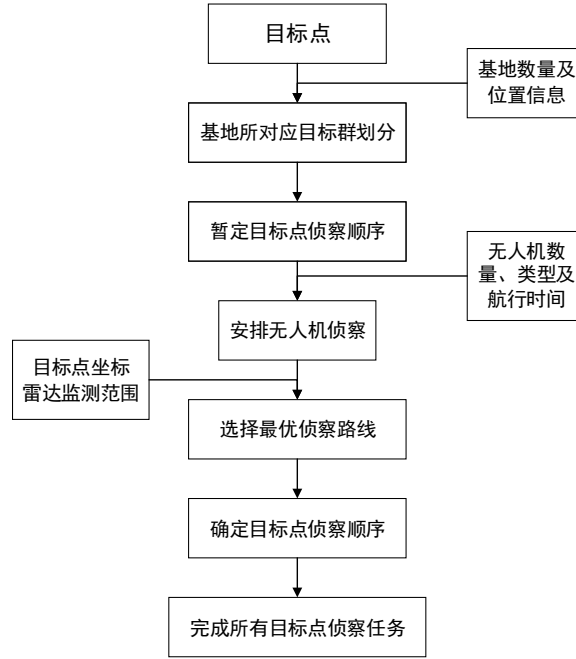 目标点
基地数量及
位置信息
基地所对应目标群划分
暂定目标点侦察顺序
无人机数
量、类型及
航行时间
安排无人机侦察
目标点坐标
雷达监测范围
选择最优侦察路线
确定目标点侦察顺序
完成所有目标点侦察任务